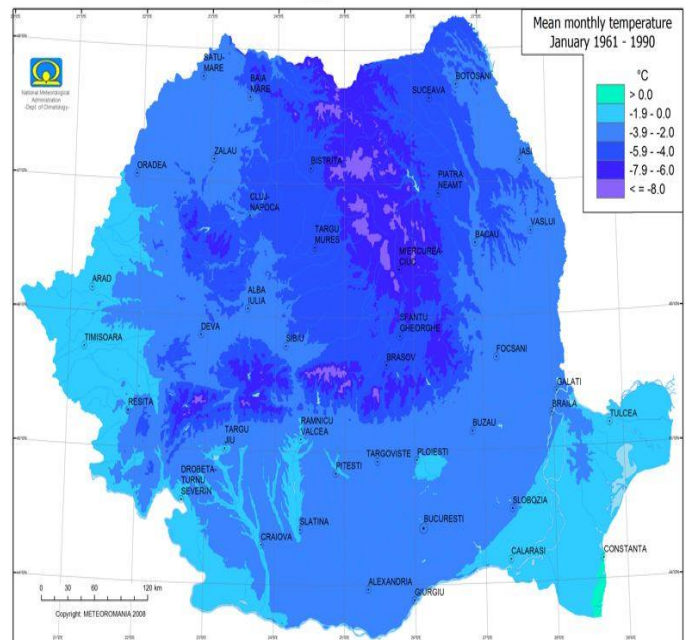 Mean monthly temperature
January 1961 - 1990
°C
> 0.0
-1.9 - 0.0
-3.9 - -2.0
-5.9 - -4.0
-7.9 - -6.0
< = -8.0
National Meteorological
Administration
-Dept. of Climatology-
SATU-
MARE
BAIA
MARE
SUCEAVA
BOTOSANI
ORADEA
ZALAU
BISTRITA
PIATRA
NEAMT
IASI
CLUJ-
NAPOCA
TARGU
MURES
MIERCUREA-
CIUC
BACAU
VASLUI
ARAD
ALBA
IULIA
TIMISOARA
DEVA
SIBIU
SFANTU
GHEORGHE
BRASOV
FOCSANI
RESITA
TARGU
JIU
RAMNICU
VALCEA
GALATI
BRAILA
TULCEA
BUZAU
DROBETA-
TURNU
SEVERIN
PITESTI
TARGOVISTE
PLOIESTI
SLOBOZIA
SLATINA
BUCURESTI
CRAIOVA
CALARASI
CONSTANTA
ALEXANDRIA
GIURGIU
0 30 60 120 km
Copyright: METEOROMANIA 2008